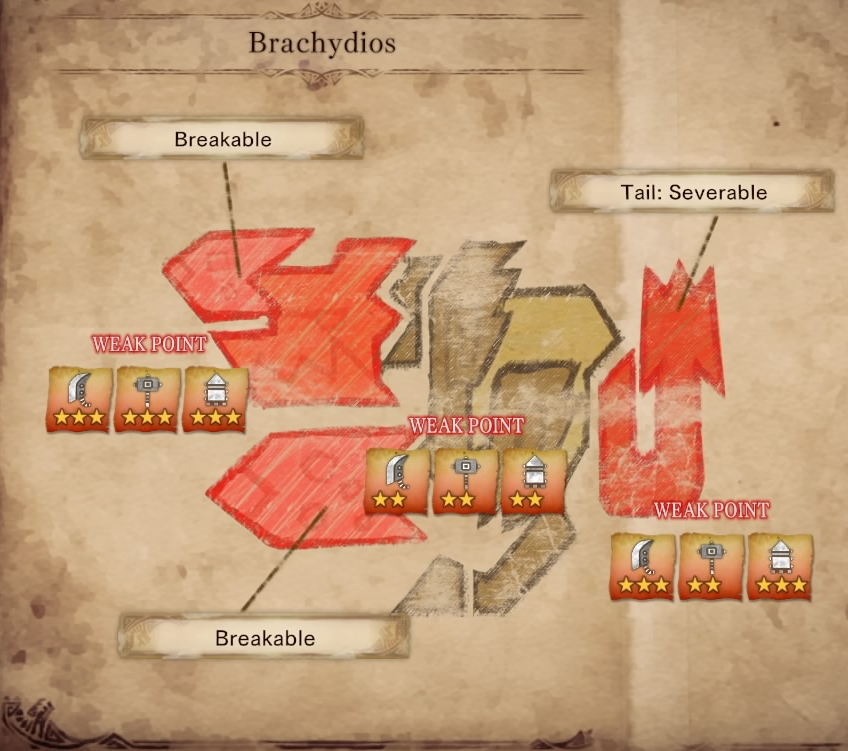 Brachydios
Breakable
Tail: Severable
WEAK POINT
WEAK POINT
WEAK POINT
Breakable